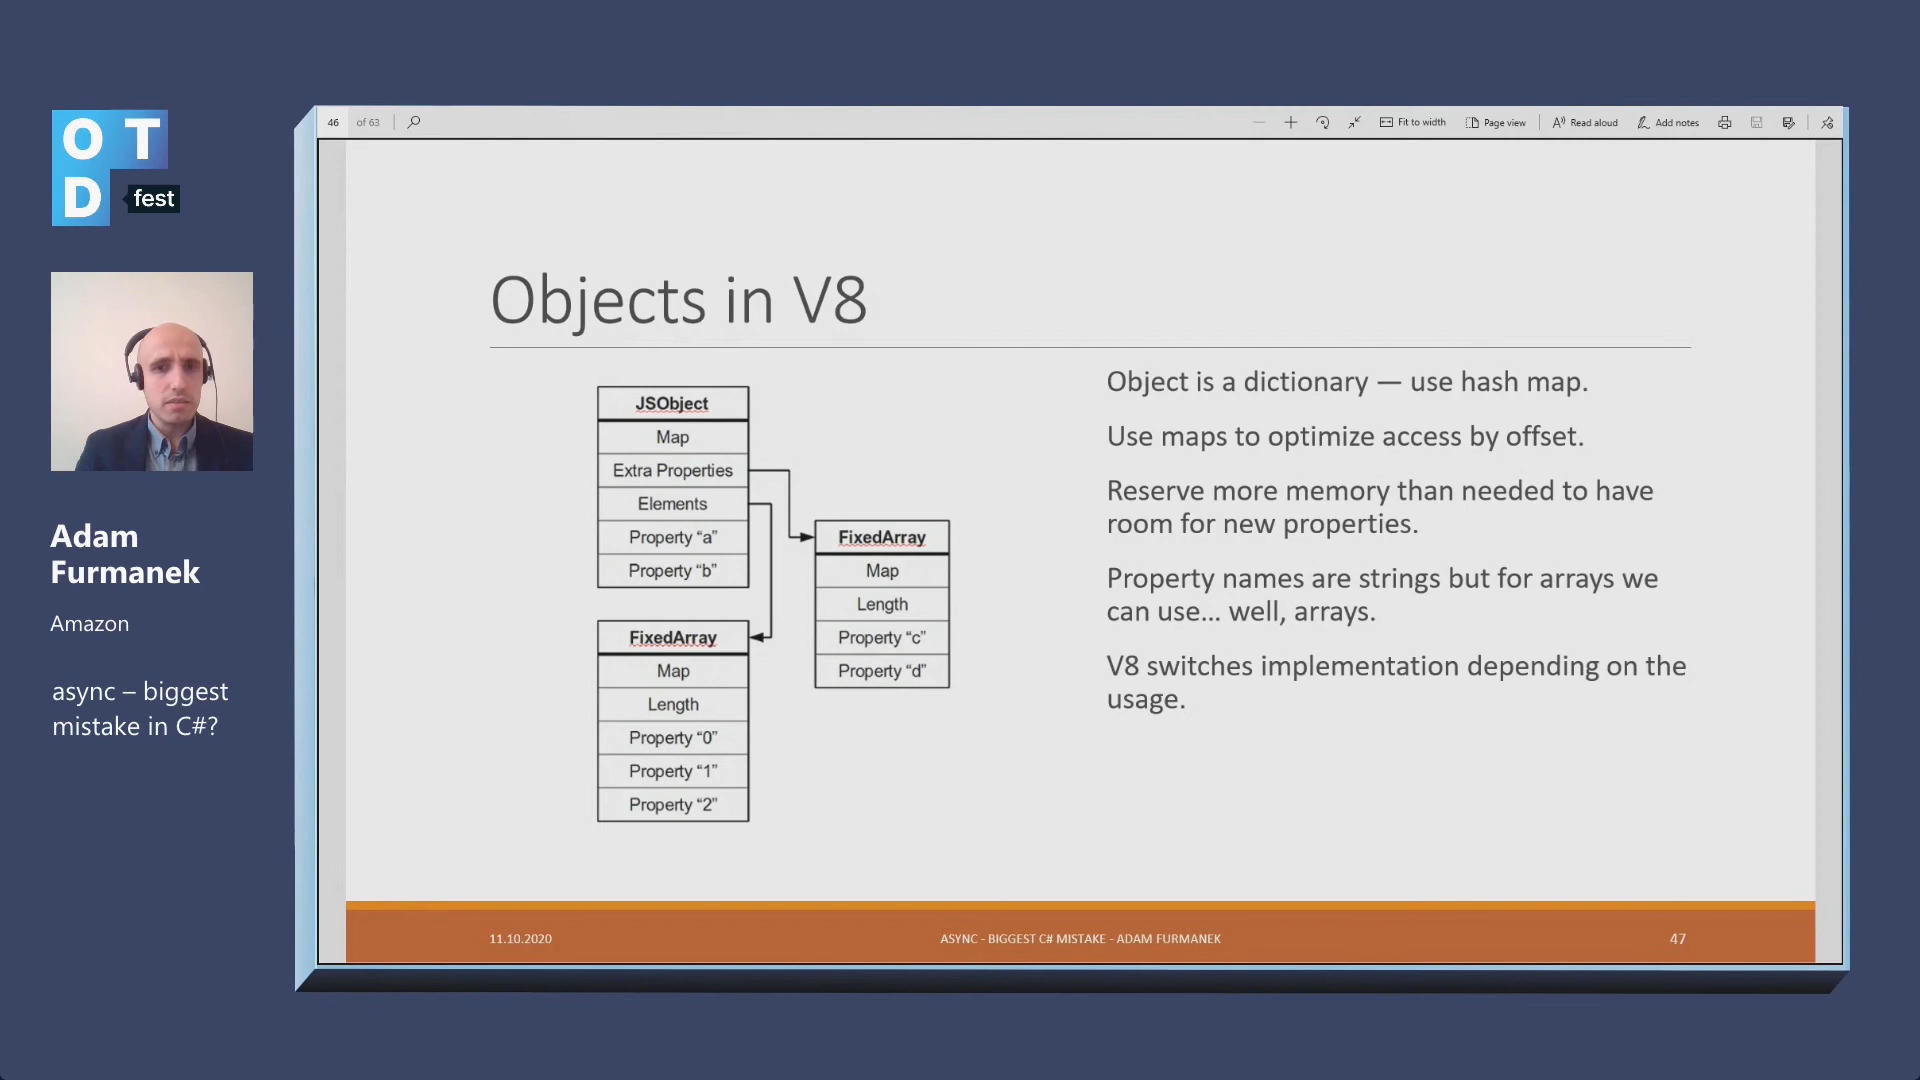 O T
D fest
Adam
Furmanek
Amazon
async – biggest
mistake in C#?
46 of 63
Fit to width
Page view
Read aloud
Add notes
Objects in V8
JSObject
Map
Extra Properties
Elements
Property “a”
Property “b”
FixedArray
Map
Length
Property “0”
Property “1”
Property “2”
FixedArray
Map
Length
Property “c”
Property “d”
Object is a dictionary — use hash map.
Use maps to optimize access by offset.
Reserve more memory than needed to have
room for new properties.
Property names are strings but for arrays we
can use… well, arrays.
V8 switches implementation depending on the
usage.
11.10.2020
ASYNC - BIGGEST C# MISTAKE - ADAM FURMANEK
47